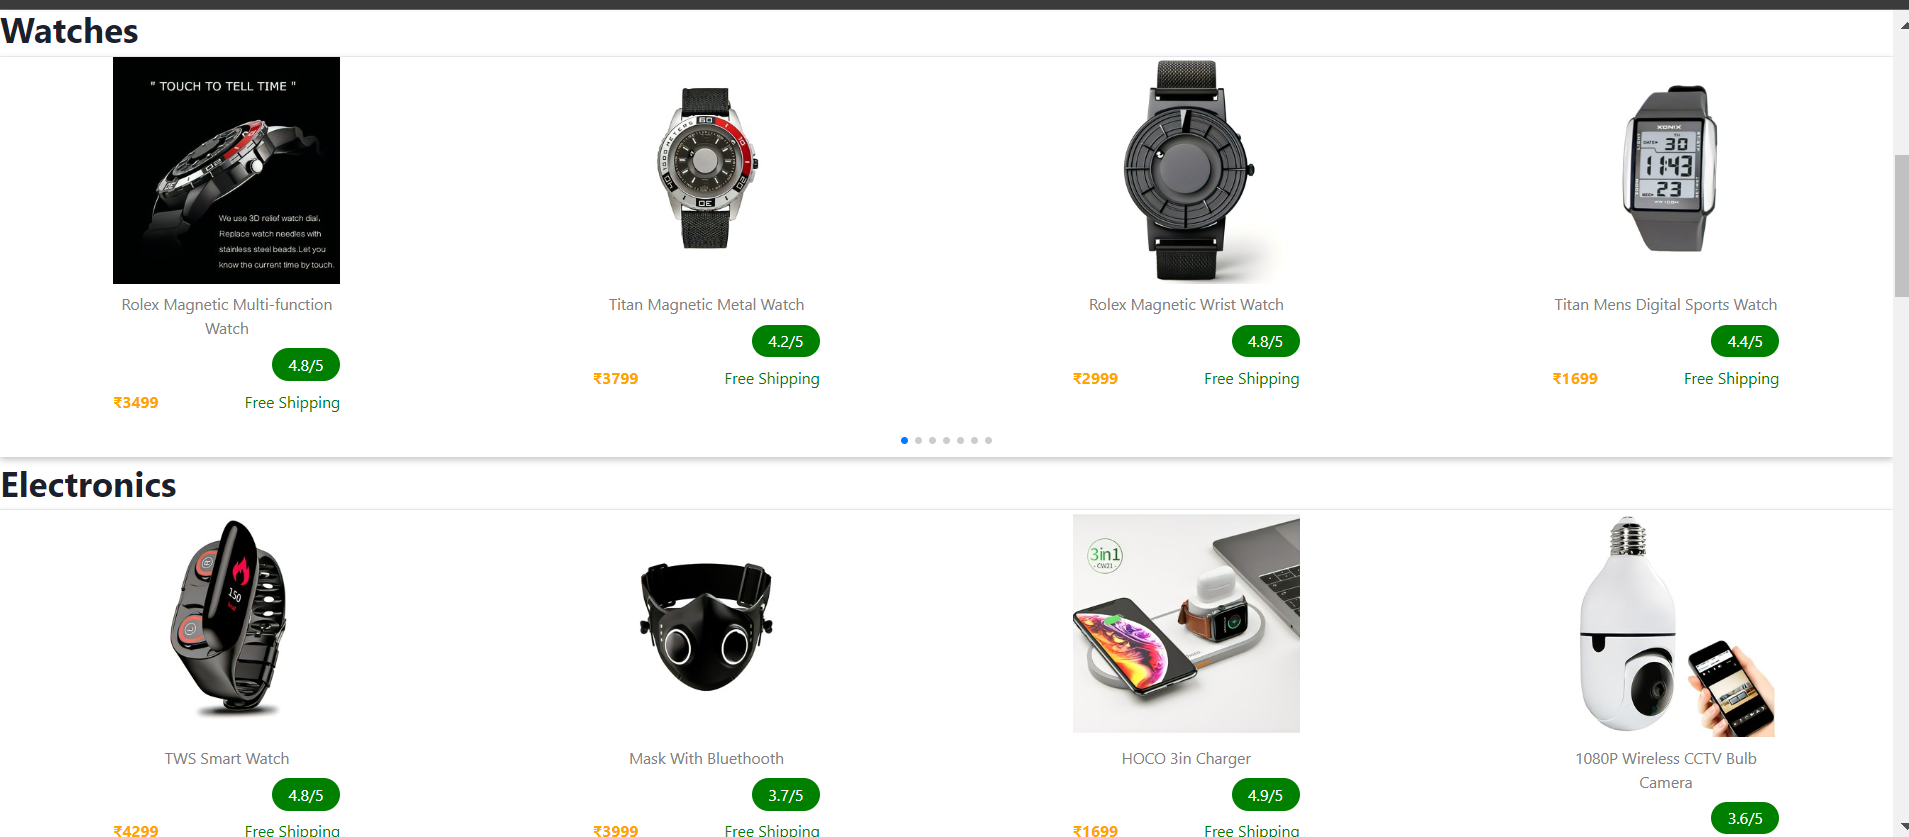 Watches
" TOUCH TO TELL TIME "
We use 3D relief watch dial.
Replace watch needles with
stainless steel beads.Let you
know the current time by touch.
Rolex Magnetic Multi-function
Watch
4.8/5
₹3499 Free Shipping
Titan Magnetic Metal Watch
4.2/5
₹3799 Free Shipping
Rolex Magnetic Wrist Watch
4.8/5
₹2999 Free Shipping
XONIX
DATE 30
11:43
23
Titan Mens Digital Sports Watch
4.4/5
₹1699 Free Shipping
Electronics
150
TWS Smart Watch
4.8/5
₹4299 Free Shipping
Mask With Bluethooth
3.7/5
₹3999 Free Shipping
3in1
CW21
HOCO 3in Charger
4.9/5
₹1699 Free Shipping
1080P Wireless CCTV Bulb
Camera
3.6/5